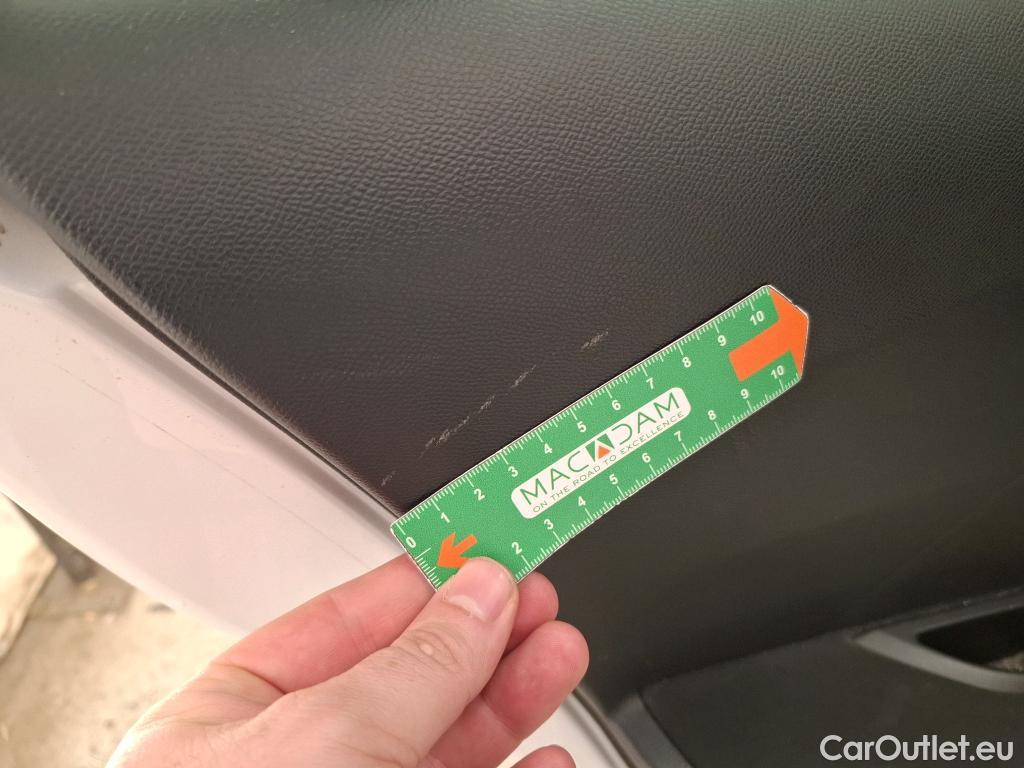 0 1 2 3 4 5 6 7 8 9 10
MACADAM
ON THE ROAD TO EXCELLENCE
2 3 4 5 6 7 8 9 10
CarOutlet.eu